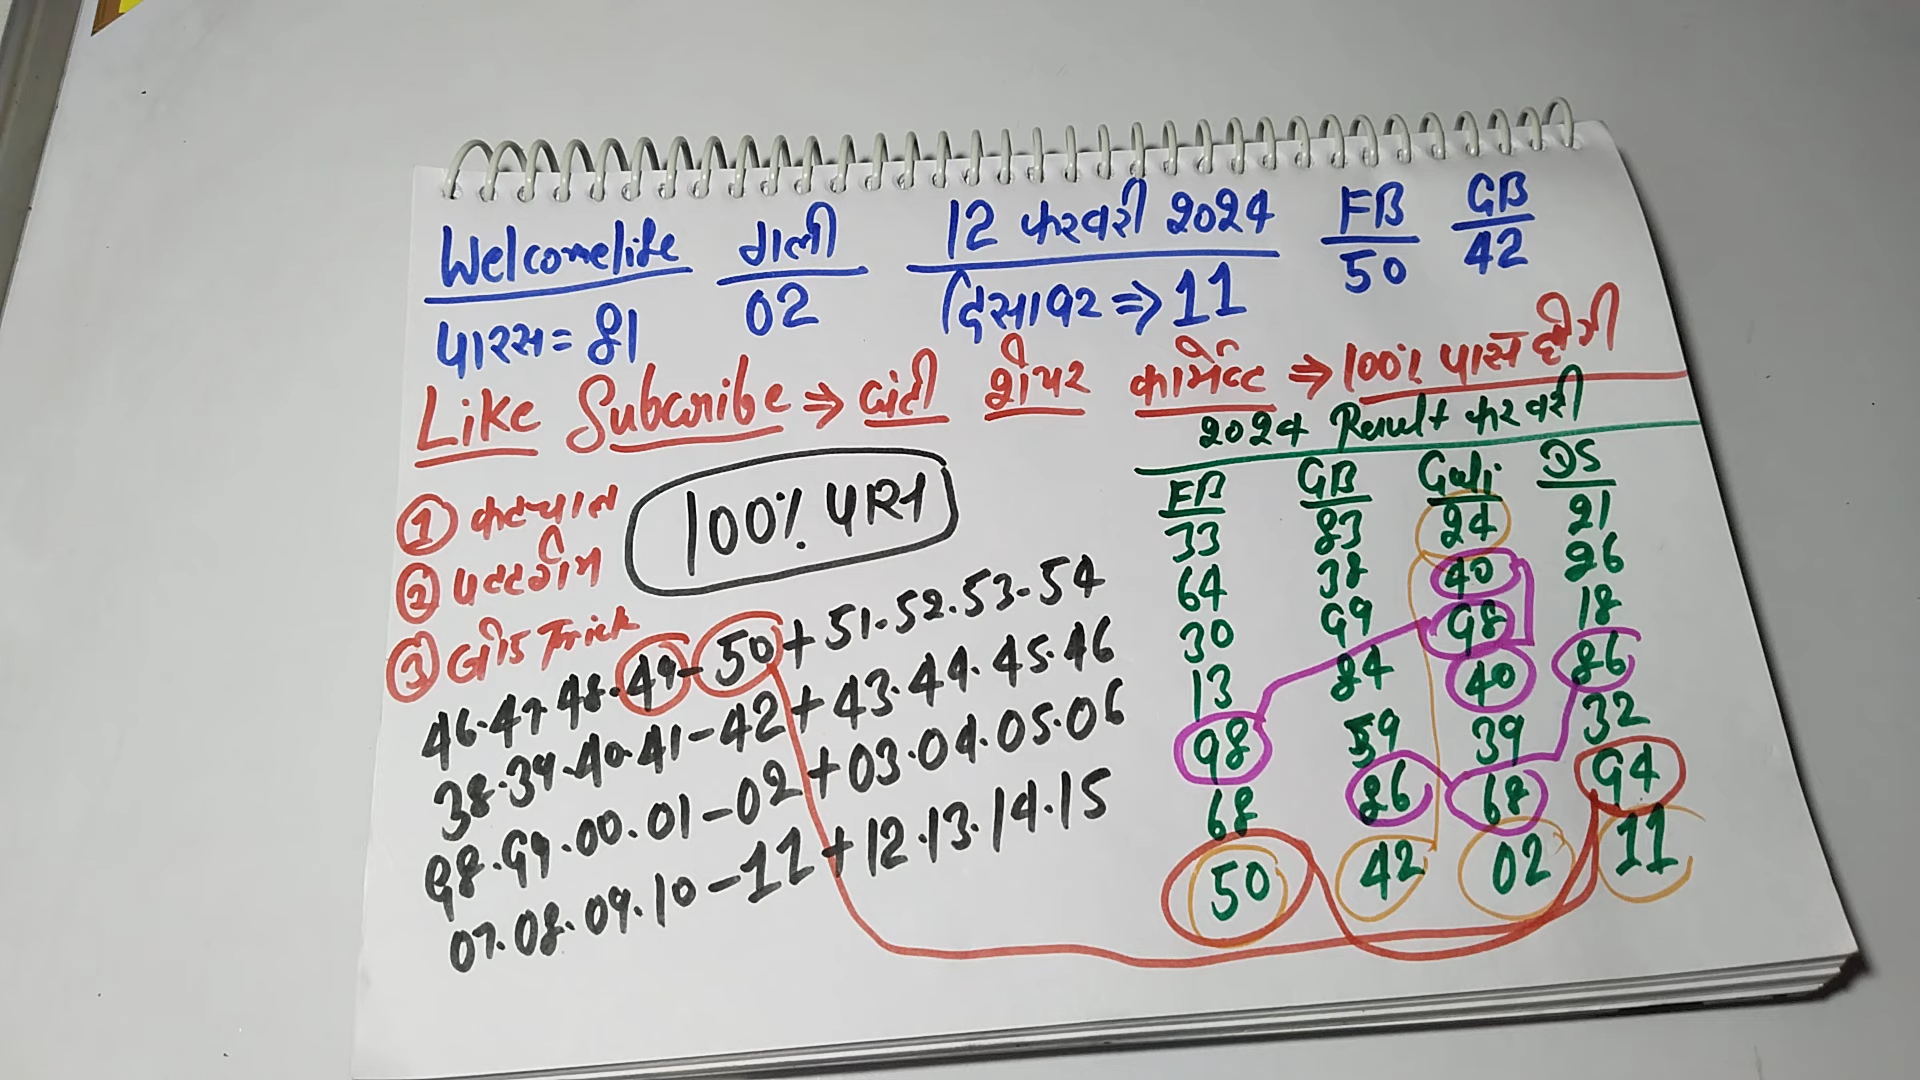 Welcomelife गली 12 फरवरी 2024 FB GB
पारस = 81 02 दिसावर ⇒ 11 50 42
Like Subscribe ⇒ घंटी शेयर कामेन्ट ⇒ 100% पास होगी
2024 Result फरवरी
FB GB Gali DS
① कल्याण 100% पास 33 83 24 21
② 64 38 40 26
③ जोड Trick 30 99 98 18
46.47.48.49-50+51.52.53.54 13 84 40 86
38.39.40.41-42+43.44.45.46 98 59 39 32
98.99.00.01-02+03.04.05.06 68 86 68 94
07.08.09.10-11+12.13.14.15 50 42 02 11